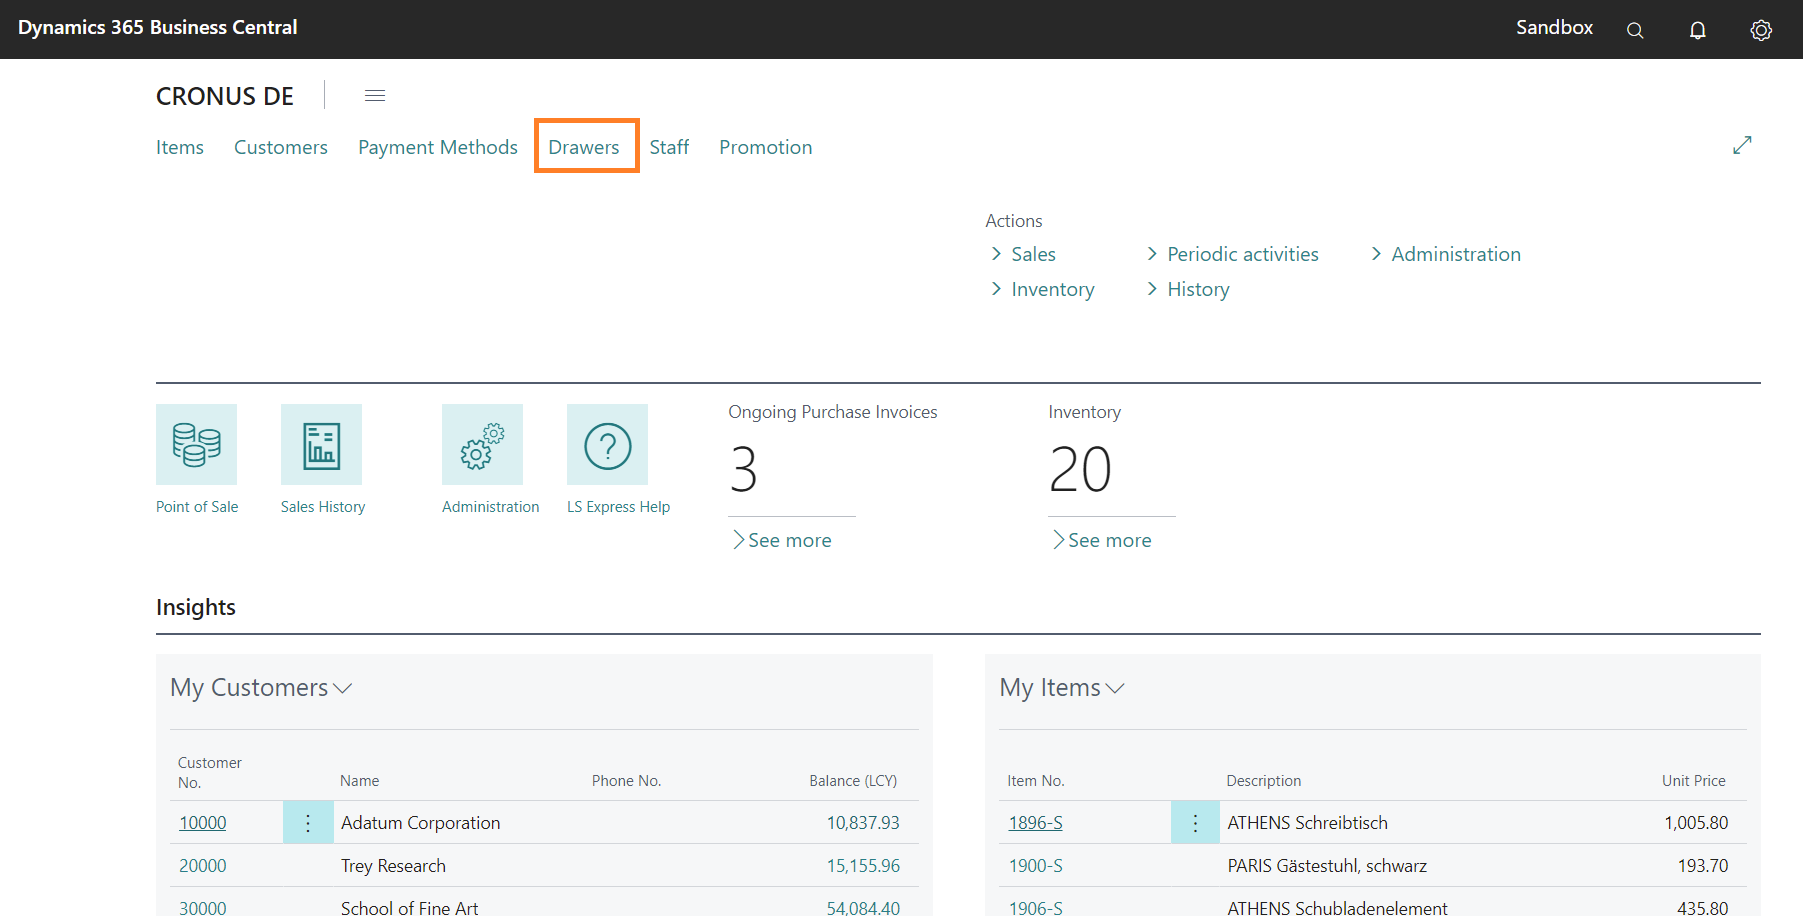 Dynamics 365 Business Central
Sandbox
CRONUS DE
Items Customers Payment Methods Drawers Staff Promotion
Actions
Sales Periodic activities Administration
Inventory History
Point of Sale
Sales History
Administration
LS Express Help
Ongoing Purchase Invoices
3
See more
Inventory
20
See more
Insights
My Customers
Customer
No. Name Phone No. Balance (LCY)
10000 Adatum Corporation 10,837.93
20000 Trey Research 15,155.96
30000 School of Fine Art 54,084.40
My Items
Item No. Description Unit Price
1896-S ATHENS Schreibtisch 1,005.80
1900-S PARIS Gästestuhl, schwarz 193.70
1906-S ATHENS Schubladenelement 435.80